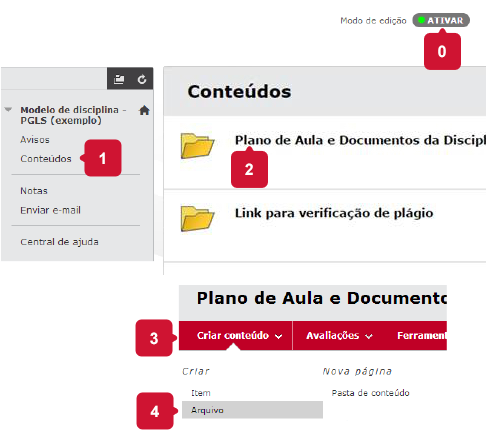 Modo de edição ATIVAR
0
Conteúdos
Modelo de disciplina -
PGLS (exemplo)
Avisos
Conteúdos
1
Notas
Enviar e-mail
Central de ajuda
Plano de Aula e Documentos da Discipl
2
Link para verificação de plágio
Plano de Aula e Documento
3
Criar conteúdo Avaliações Ferrament
Criar Nova página
Item Pasta de conteúdo
4
Arquivo